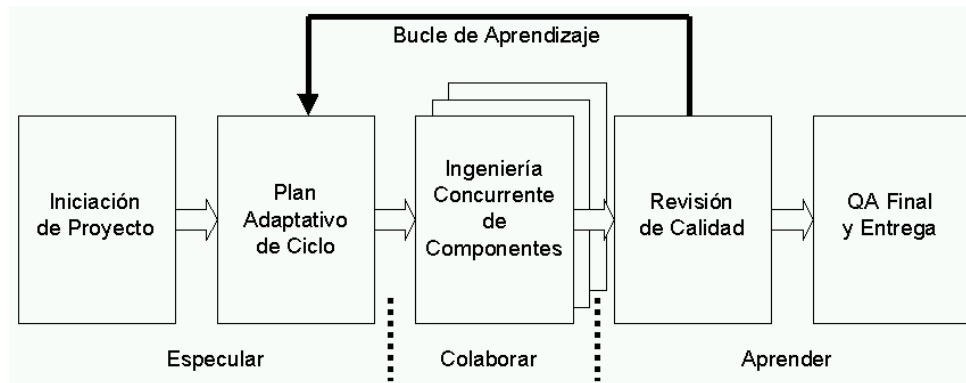 Bucle de Aprendizaje
Iniciación
de Proyecto
Plan
Adaptativo
de Ciclo
Ingeniería
Concurrente
de
Componentes
Revisión
de Calidad
QA Final
y Entrega
Especular
Colaborar
Aprender